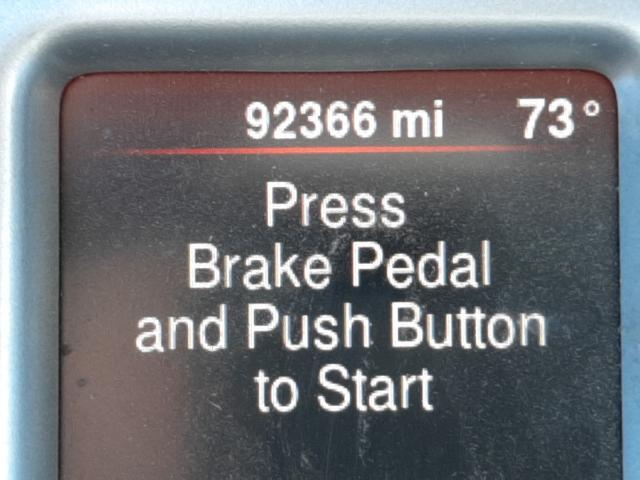 92366 mi 73°
Press
Brake Pedal
and Push Button
to Start